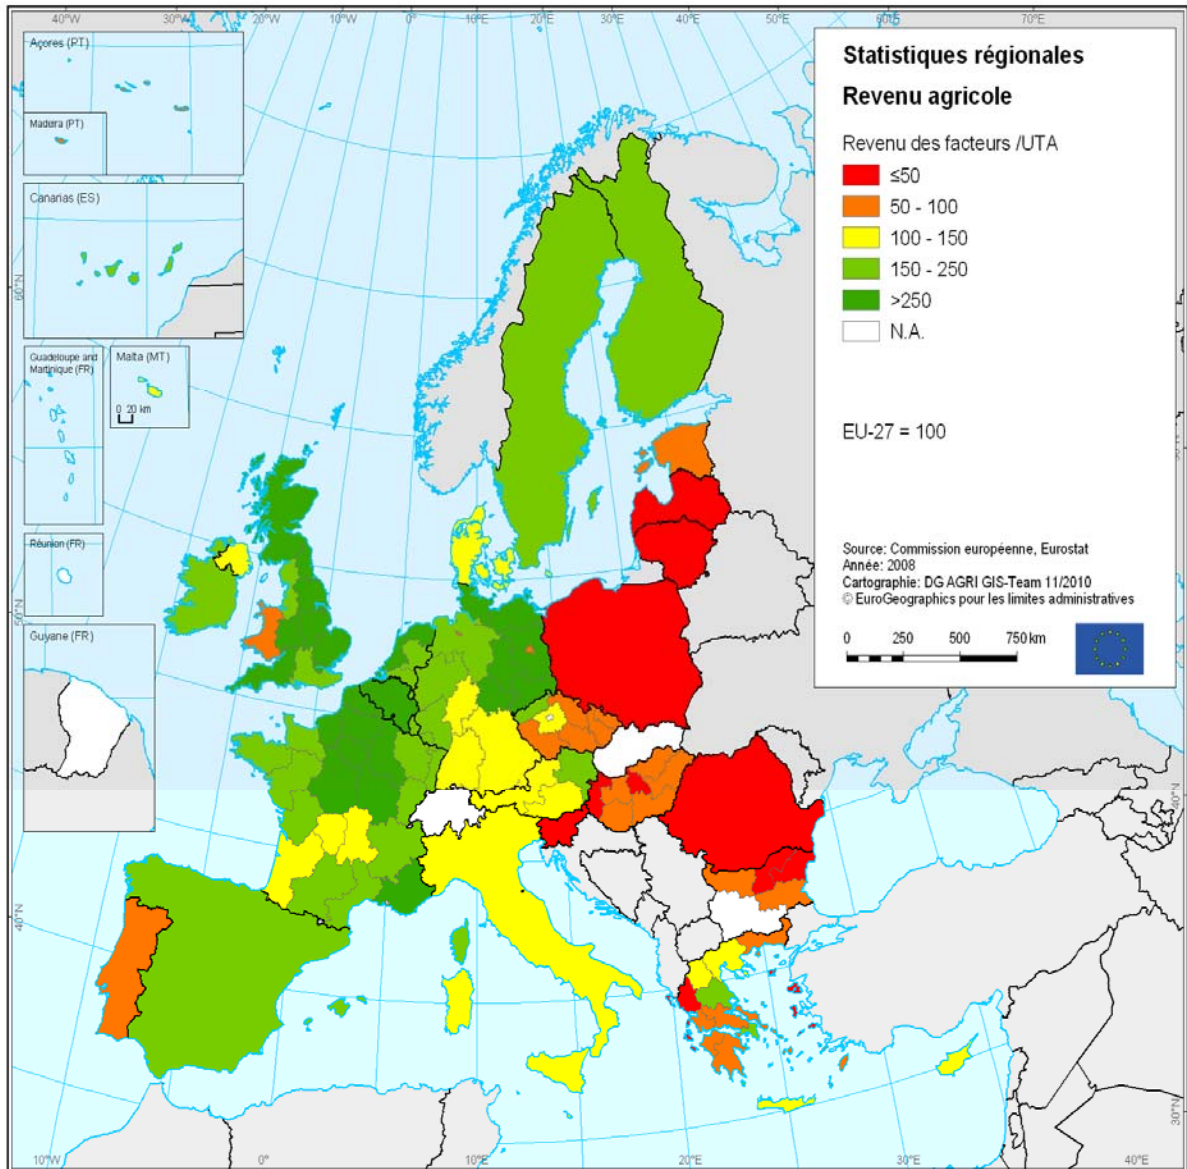 40°W 30°W 20°W 10°W 0° 10°E 20°E 30°E 40°E 50°E 60°E 70°E
Açores (PT)
Madeira (PT)
Canarias (ES)
Guadeloupe and
Martinique (FR)
Malta (MT)
0 20 km
Réunion (FR)
Guyane (FR)
Statistiques régionales
Revenu agricole
Revenu des facteurs /UTA
≤50
50 - 100
100 - 150
150 - 250
>250
N.A.
EU-27 = 100
Source: Commission européenne, Eurostat
Année: 2008
Cartographie: DG AGRI GIS-Team 11/2010
© EuroGeographics pour les limites administratives
0 250 500 750 km
60°N
50°N
40°N
40°N
30°N
10°W 0° 10°E 20°E 30°E 40°E